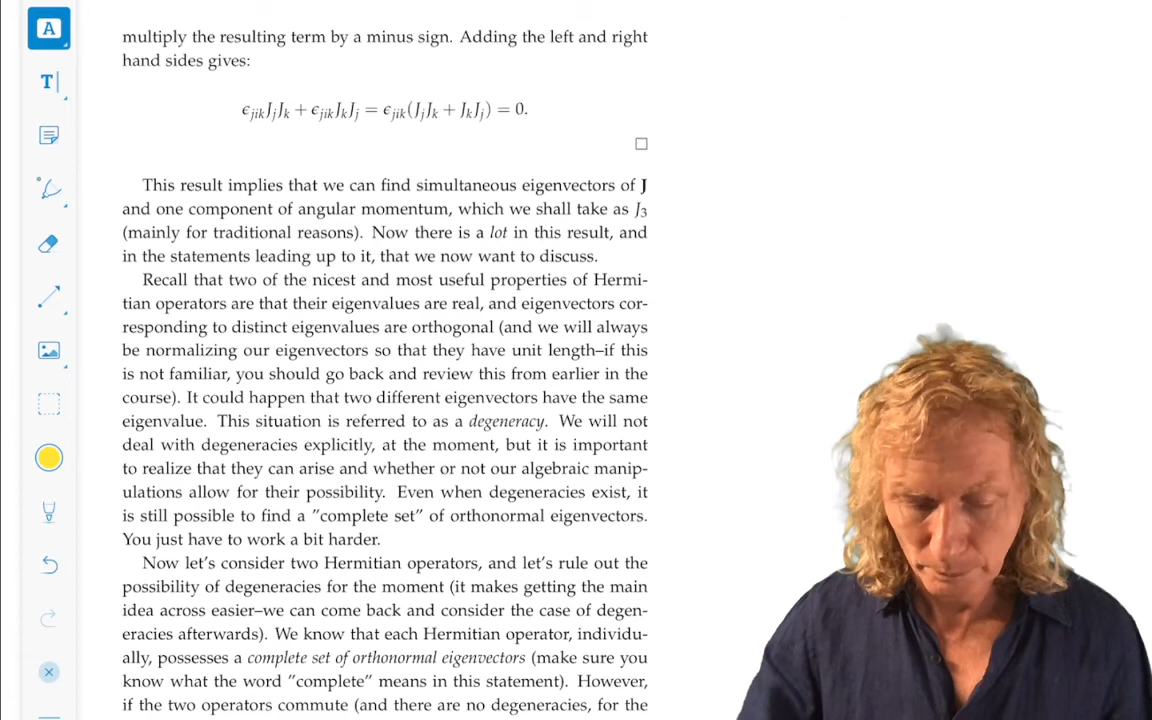 A
T
multiply the resulting term by a minus sign. Adding the left and right
hand sides gives:
ϵjikJjJk + ϵjikJkJj = ϵjik(JjJk + JkJj) = 0.
□
This result implies that we can find simultaneous eigenvectors of J
and one component of angular momentum, which we shall take as J3
(mainly for traditional reasons). Now there is a lot in this result, and
in the statements leading up to it, that we now want to discuss.
Recall that two of the nicest and most useful properties of Hermi-
tian operators are that their eigenvalues are real, and eigenvectors cor-
responding to distinct eigenvalues are orthogonal (and we will always
be normalizing our eigenvectors so that they have unit length–if this
is not familiar, you should go back and review this from earlier in the
course). It could happen that two different eigenvectors have the same
eigenvalue. This situation is referred to as a degeneracy. We will not
deal with degeneracies explicitly, at the moment, but it is important
to realize that they can arise and whether or not our algebraic manip-
ulations allow for their possibility. Even when degeneracies exist, it
is still possible to find a "complete set" of orthonormal eigenvectors.
You just have to work a bit harder.
Now let's consider two Hermitian operators, and let's rule out the
possibility of degeneracies for the moment (it makes getting the main
idea across easier–we can come back and consider the case of degen-
eracies afterwards). We know that each Hermitian operator, individu-
ally, possesses a complete set of orthonormal eigenvectors (make sure you
know what the word "complete" means in this statement). However,
if the two operators commute (and there are no degeneracies, for the